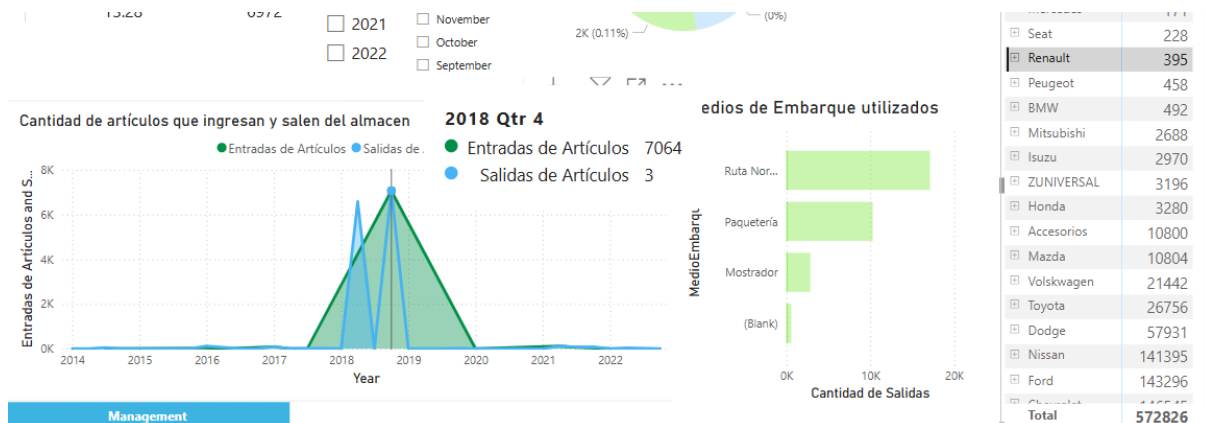 13.28
6972
2021
2022
November
October
September
2K (0.11%)
(0%)
Cantidad de artículos que ingresan y salen del almacen
Entradas de Artículos Salidas de .
2018 Qtr 4
Entradas de Artículos 7064
Salidas de Artículos 3
Entradas de Artículos and S...
8K
6K
4K
2K
0K
2014 2015 2016 2017 2018 2019 2020 2021 2022
Year
Management
edios de Embarque utilizados
MedioEmbarqu
Ruta Nor...
Paquetería
Mostrador
(Blank)
0K 10K 20K
Cantidad de Salidas
Mercedes 171
Seat 228
Renault 395
Peugeot 458
BMW 492
Mitsubishi 2688
Isuzu 2970
ZUNIVERSAL 3196
Honda 3280
Accesorios 10800
Mazda 10804
Volskwagen 21442
Toyota 26756
Dodge 57931
Nissan 141395
Ford 143296
Chevrolet 146545
Total 572826